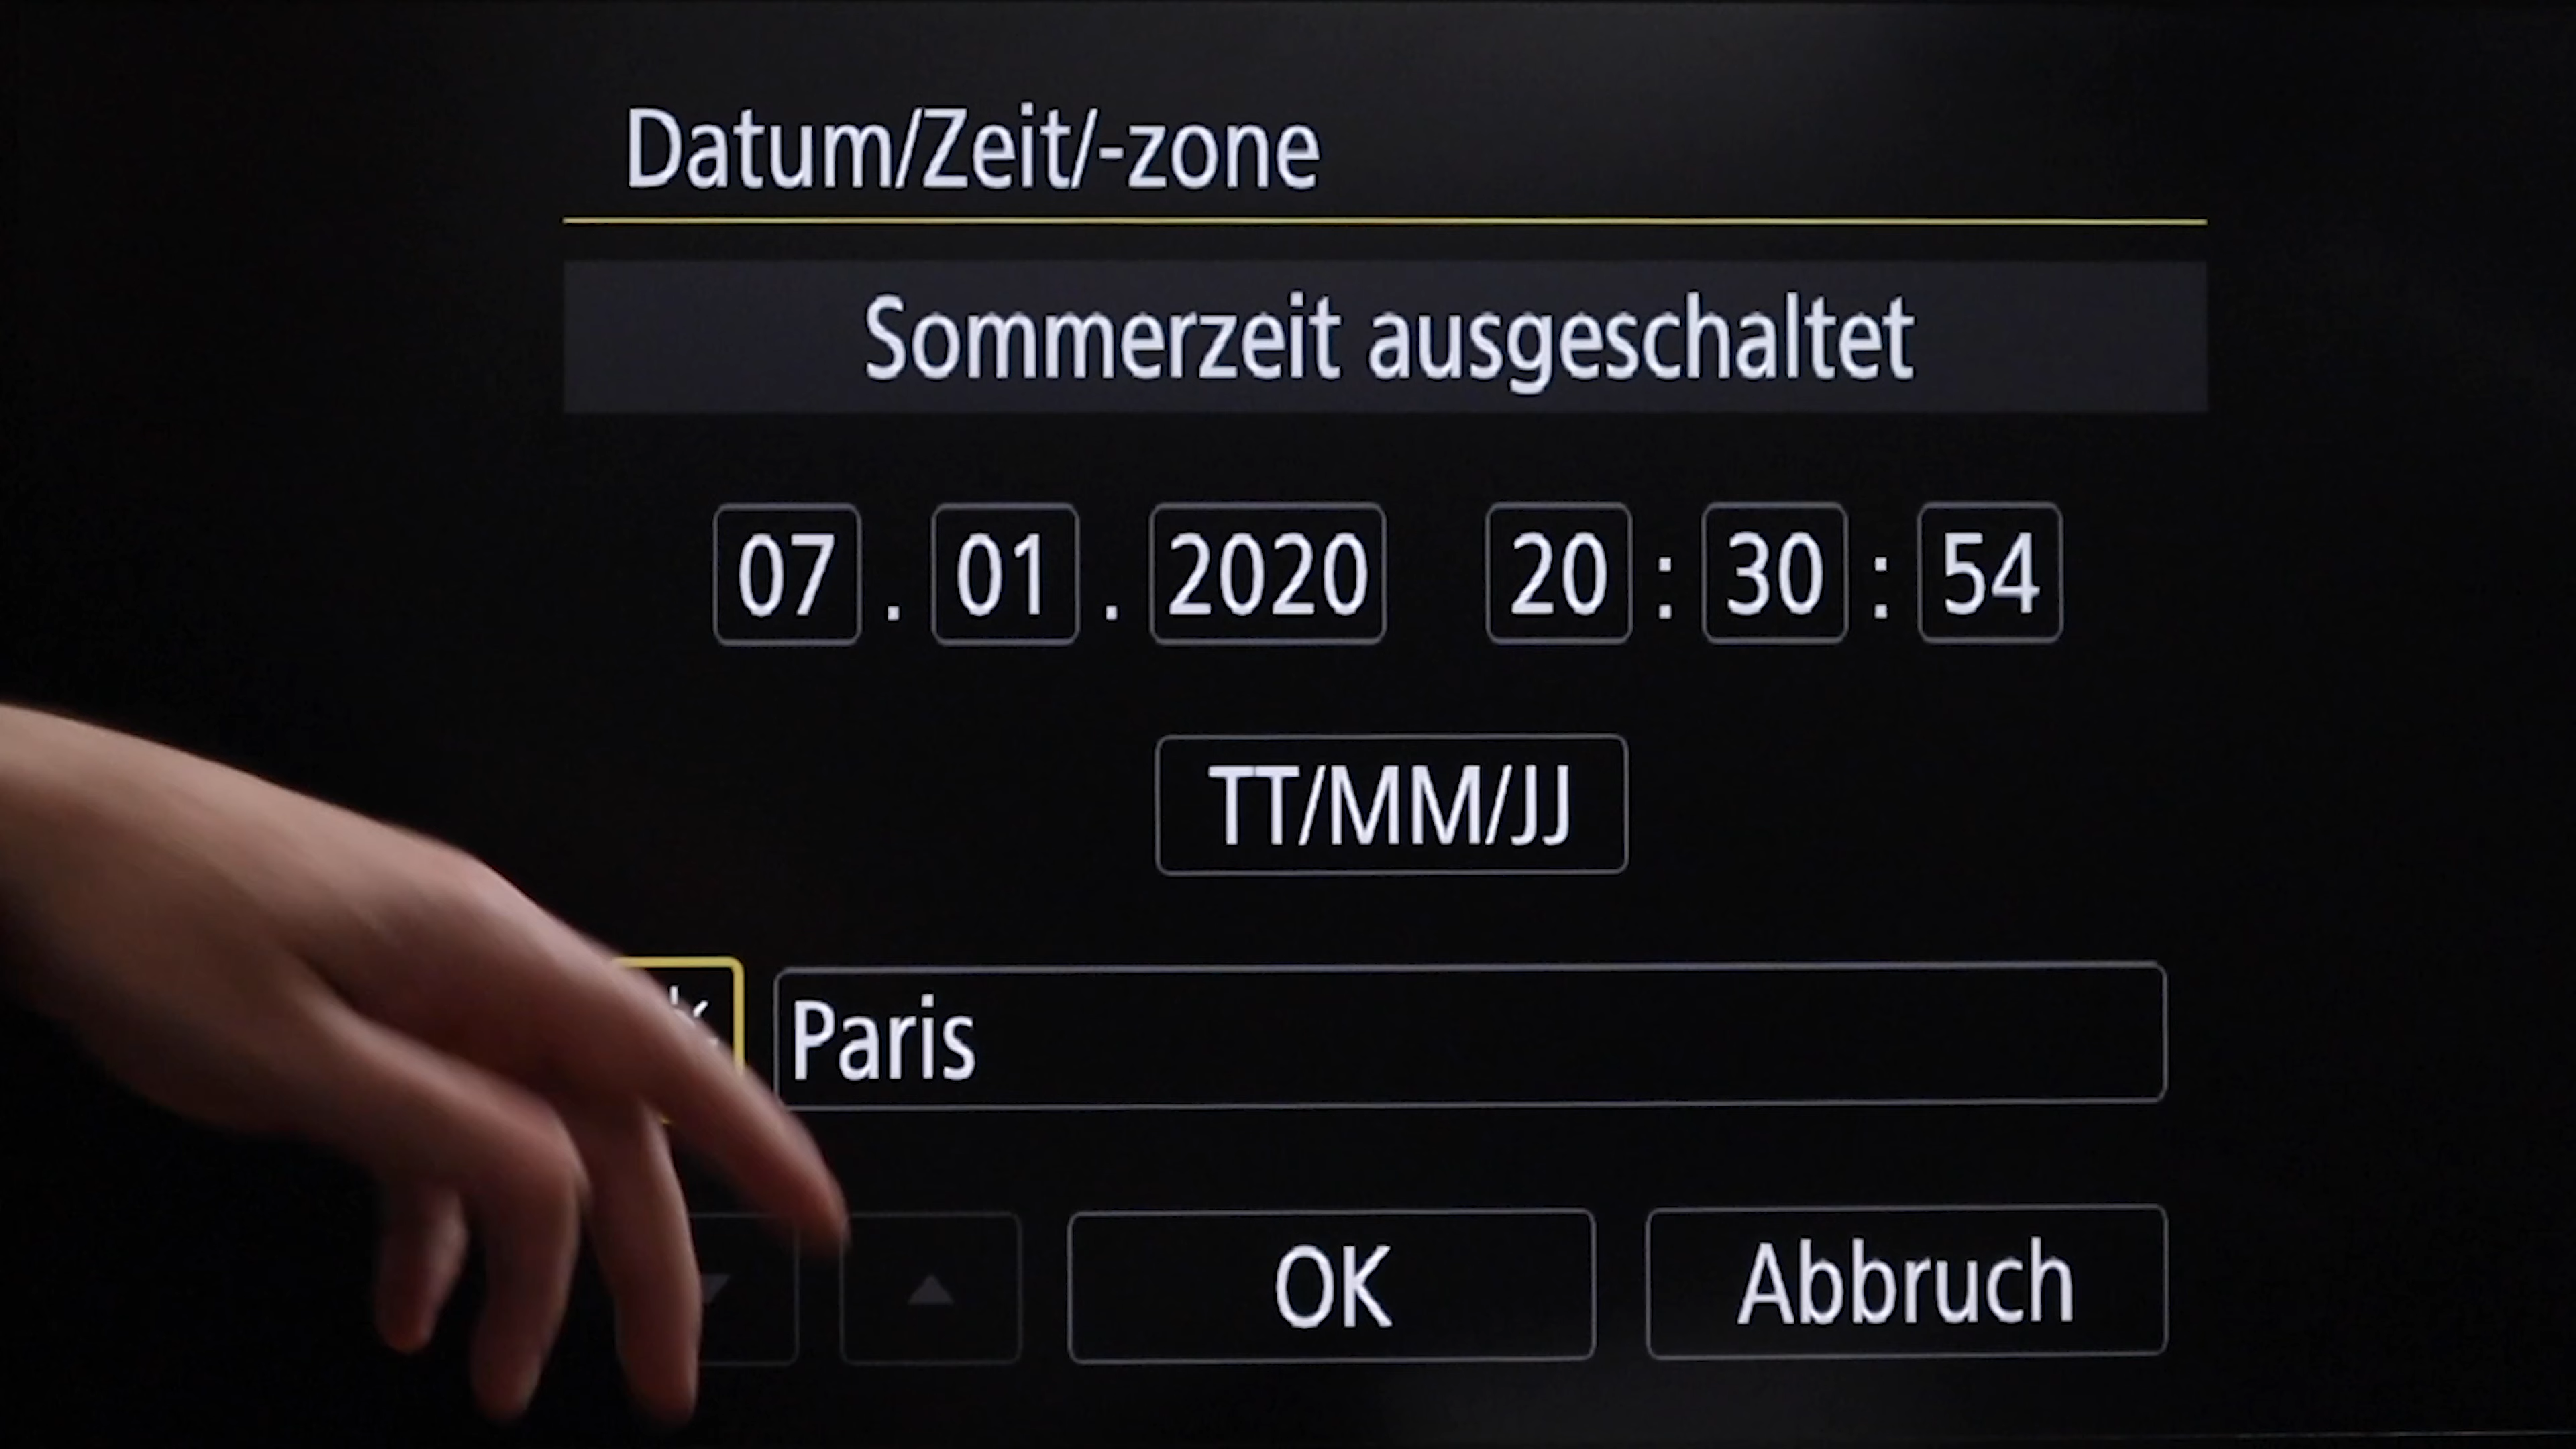 Datum/Zeit/-zone
Sommerzeit ausgeschaltet
07 . 01 . 2020 20 : 30 : 54
TT/MM/JJ
Paris
OK Abbruch